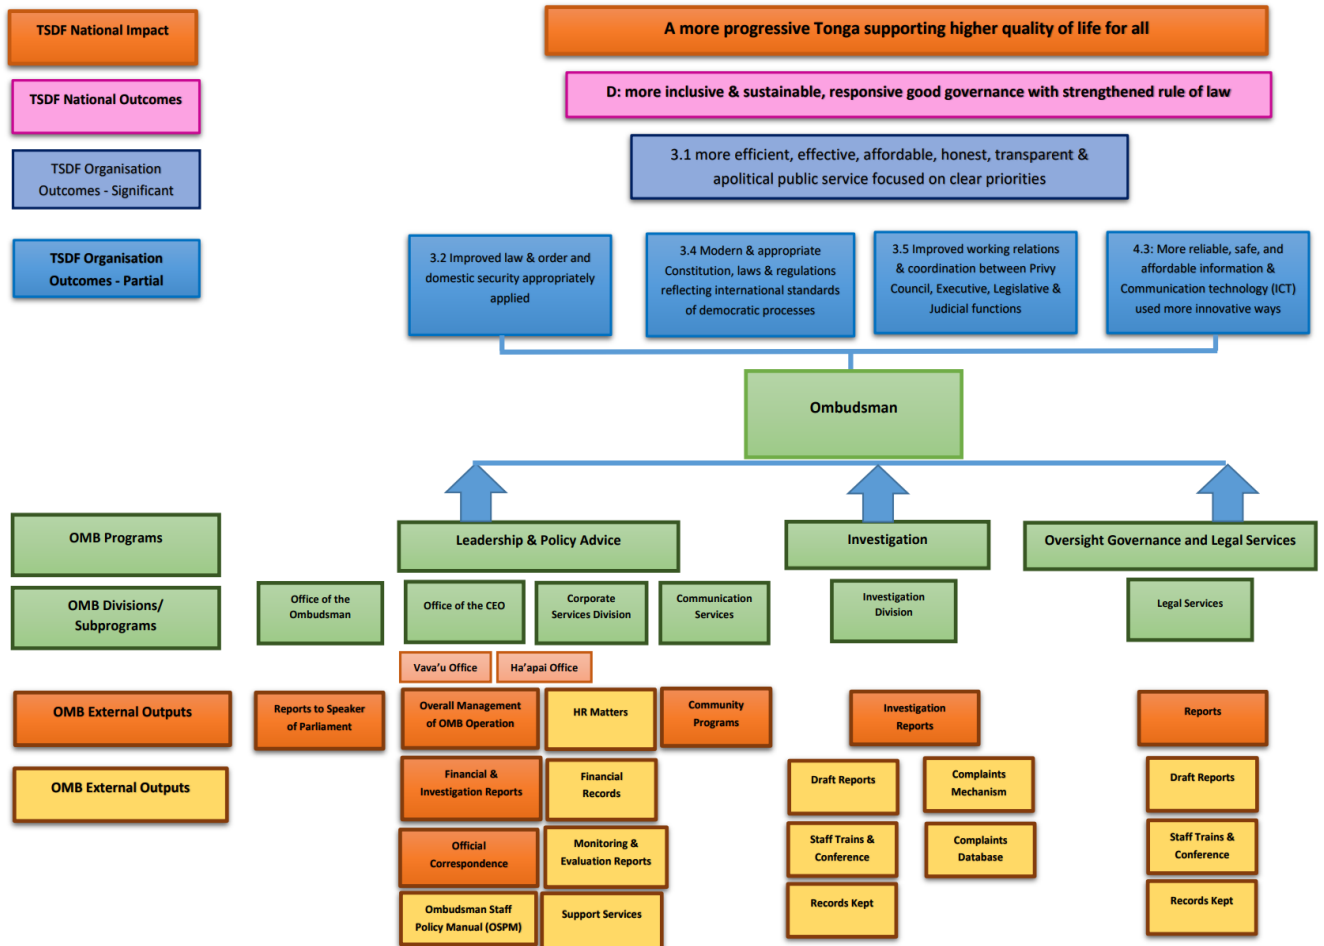 TSDF National Impact
A more progressive Tonga supporting higher quality of life for all
TSDF National Outcomes
D: more inclusive & sustainable, responsive good governance with strengthened rule of law
TSDF Organisation
Outcomes - Significant
3.1 more efficient, effective, affordable, honest, transparent &
apolitical public service focused on clear priorities
TSDF Organisation
Outcomes - Partial
3.2 Improved law & order and
domestic security appropriately
applied
3.4 Modern & appropriate
Constitution, laws & regulations
reflecting international standards
of democratic processes
3.5 Improved working relations
& coordination between Privy
Council, Executive, Legislative &
Judicial functions
4.3: More reliable, safe, and
affordable information &
Communication technology (ICT)
used more innovative ways
Ombudsman
OMB Programs
Leadership & Policy Advice
Investigation
Oversight Governance and Legal Services
OMB Divisions/
Subprograms
Office of the
Ombudsman
Office of the CEO
Corporate
Services Division
Communication
Services
Investigation
Division
Legal Services
Vava’u Office
Ha’apai Office
OMB External Outputs
Reports to Speaker
of Parliament
Overall Management
of OMB Operation
HR Matters
Community
Programs
Investigation
Reports
Reports
OMB External Outputs
Financial &
Investigation Reports
Financial
Records
Draft Reports
Complaints
Mechanism
Draft Reports
Official
Correspondence
Monitoring &
Evaluation Reports
Staff Trains &
Conference
Complaints
Database
Staff Trains &
Conference
Ombudsman Staff
Policy Manual (OSPM)
Support Services
Records Kept
Records Kept